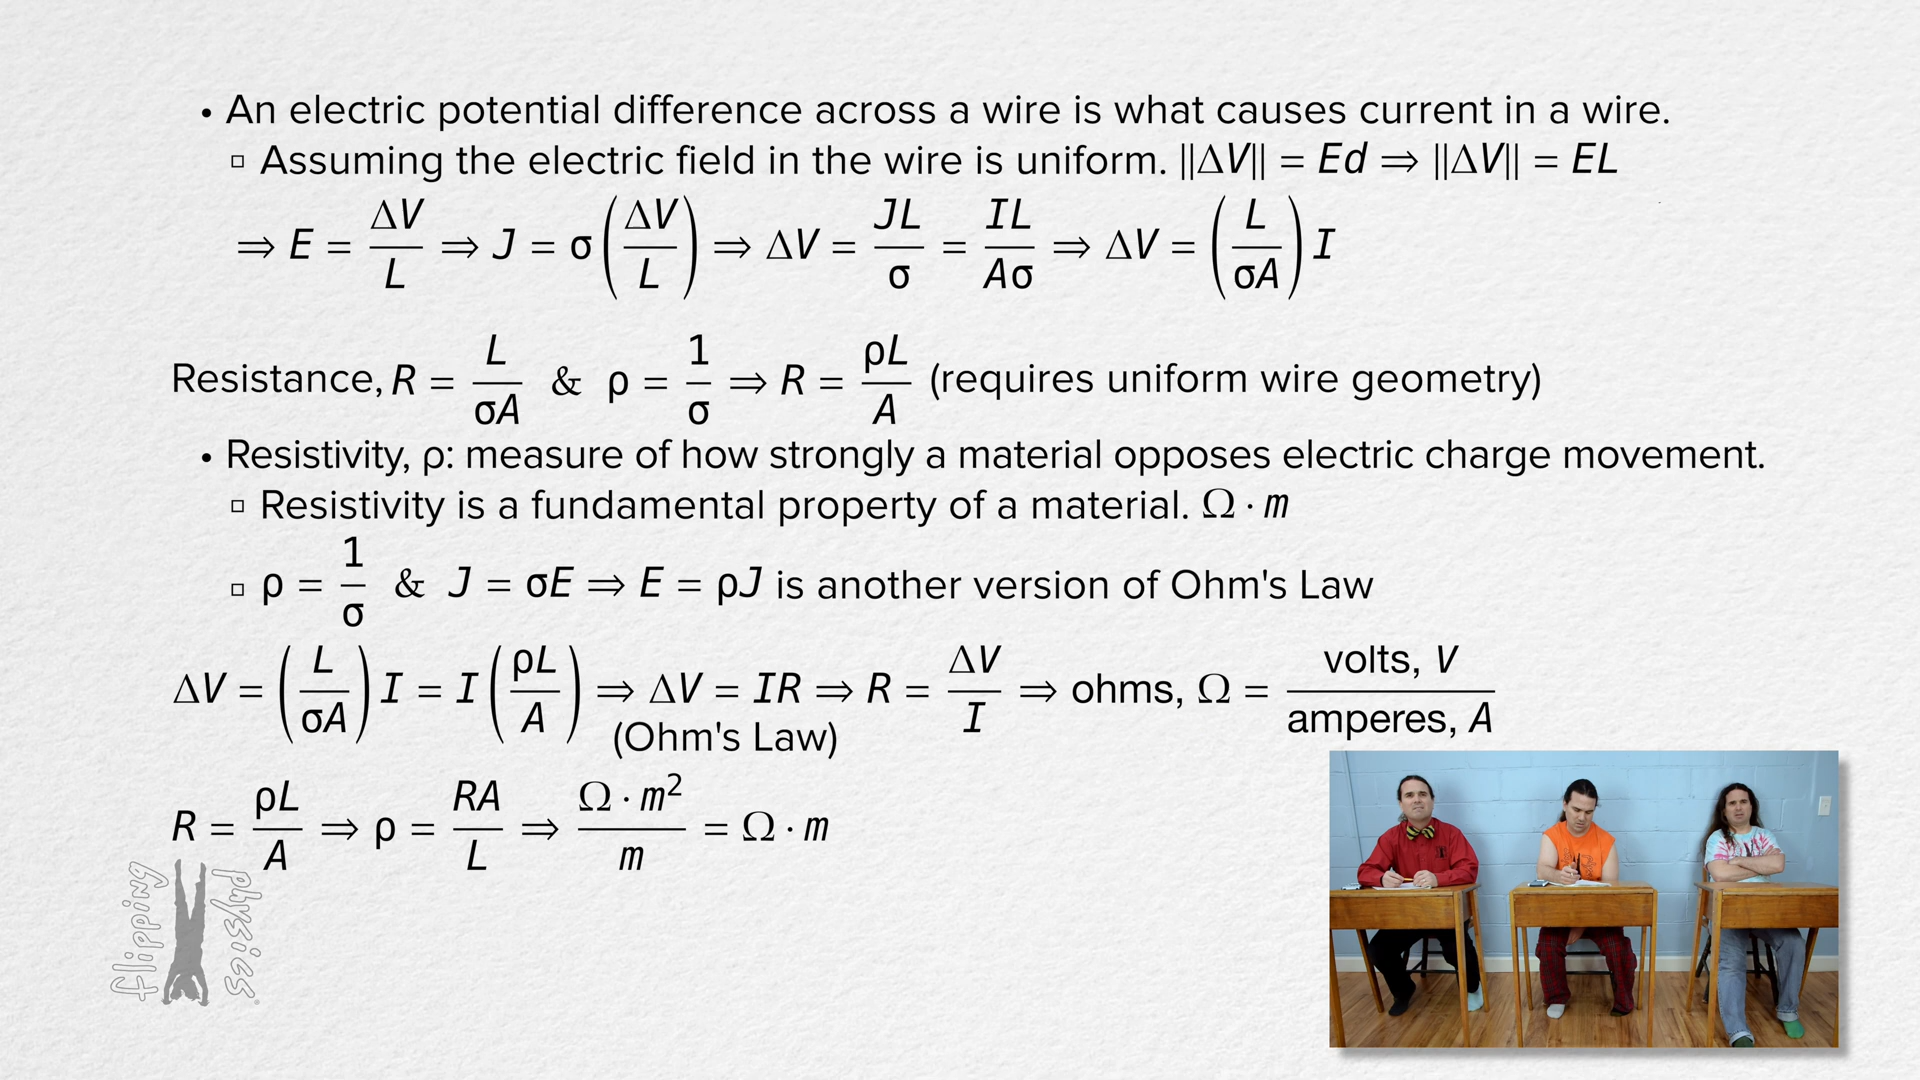 • An electric potential difference across a wire is what causes current in a wire.
▫ Assuming the electric field in the wire is uniform. ||ΔV|| = Ed ⇒ ||ΔV|| = EL
⇒ E = ΔV/L ⇒ J = σ(ΔV/L) ⇒ ΔV = JL/σ = IL/Aσ ⇒ ΔV = (L/σA) I
Resistance, R = L/σA & ρ = 1/σ ⇒ R = ρL/A (requires uniform wire geometry)
• Resistivity, ρ: measure of how strongly a material opposes electric charge movement.
▫ Resistivity is a fundamental property of a material. Ω · m
▫ ρ = 1/σ & J = σE ⇒ E = ρJ is another version of Ohm's Law
ΔV = (L/σA) I = I (ρL/A) ⇒ ΔV = IR ⇒ R = ΔV/I ⇒ ohms, Ω = volts, V/amperes, A
(Ohm's Law)
R = ρL/A ⇒ ρ = RA/L ⇒ Ω · m²/m = Ω · m
flipping physics